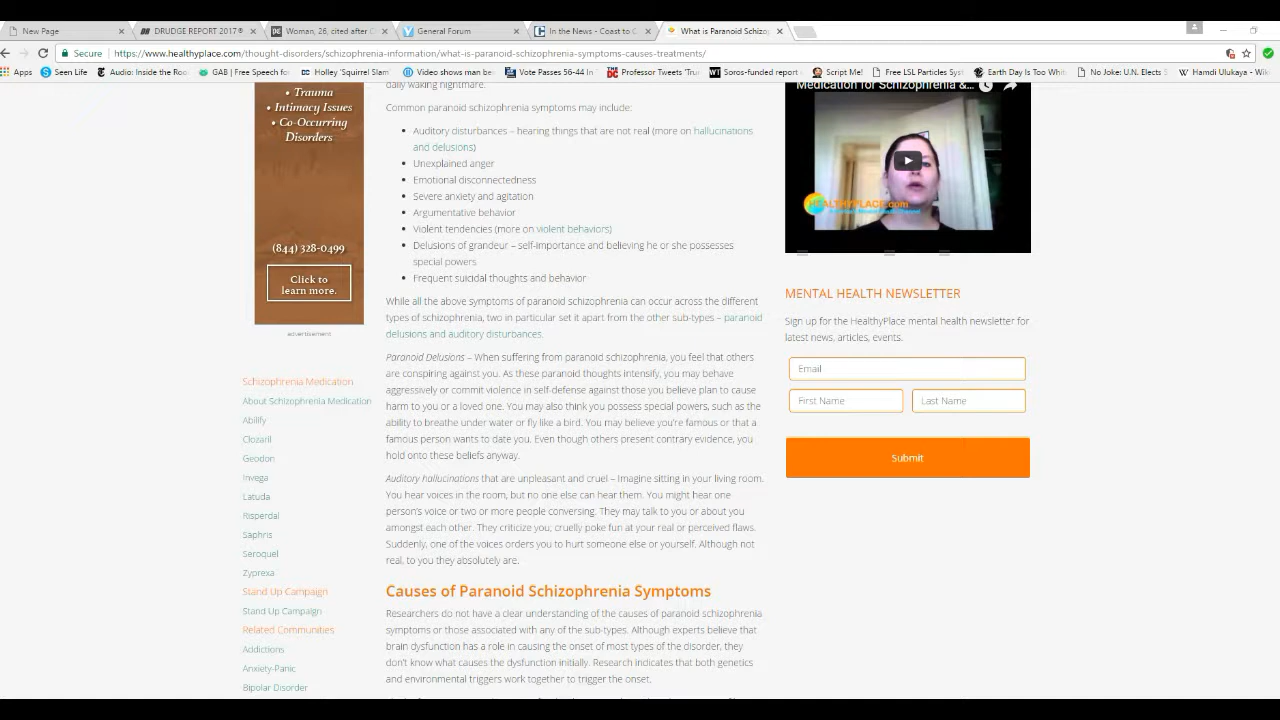 New Page
DRUDGE REPORT 2017®
Woman, 26, cited after D
General Forum
In the News - Coast to C
What is Paranoid Schizo
Secure
https://www.healthyplace.com/thought-disorders/schizophrenia-information/what-is-paranoid-schizophrenia-symptoms-causes-treatments/
Apps
Seen Life
Audio: Inside the Roo
GAB | Free Speech fo
Holley 'Squirrel Slam
Video shows man be
Vote Passes 56-44 In
Professor Tweets 'Tru
Soros-funded report
Script Me!
Free LSL Particles Sys
Earth Day Is Too Whit
No Joke: U.N. Elects S
Hamdi Ulukaya - Wiki
• Trauma
• Intimacy Issues
• Co-Occurring
Disorders
(844) 328-0499
Click to
learn more.
advertisement
Schizophrenia Medication
About Schizophrenia Medication
Abilify
Clozaril
Geodon
Invega
Latuda
Risperdal
Saphris
Seroquel
Zyprexa
Stand Up Campaign
Stand Up Campaign
Related Communities
Addictions
Anxiety-Panic
Bipolar Disorder
daily waking nightmare.
Common paranoid schizophrenia symptoms may include:
• Auditory disturbances – hearing things that are not real (more on hallucinations
and delusions)
• Unexplained anger
• Emotional disconnectedness
• Severe anxiety and agitation
• Argumentative behavior
• Violent tendencies (more on violent behaviors)
• Delusions of grandeur – self-importance and believing he or she possesses
special powers
• Frequent suicidal thoughts and behavior
While all the above symptoms of paranoid schizophrenia can occur across the different
types of schizophrenia, two in particular set it apart from the other sub-types – paranoid
delusions and auditory disturbances.
Paranoid Delusions – When suffering from paranoid schizophrenia, you feel that others
are conspiring against you. As these paranoid thoughts intensify, you may behave
aggressively or commit violence in self-defense against those you believe plan to cause
harm to you or a loved one. You may also think you possess special powers, such as the
ability to breathe under water or fly like a bird. You may believe you're famous or that a
famous person wants to date you. Even though others present contrary evidence, you
hold onto these beliefs anyway.
Auditory hallucinations that are unpleasant and cruel – Imagine sitting in your living room.
You hear voices in the room, but no one else can hear them. You might hear one
person's voice or two or more people conversing. They may talk to you or about you
amongst each other. They criticize you; cruelly poke fun at your real or perceived flaws.
Suddenly, one of the voices orders you to hurt someone else or yourself. Although not
real, to you they absolutely are.
Causes of Paranoid Schizophrenia Symptoms
Researchers do not have a clear understanding of the causes of paranoid schizophrenia
symptoms or those associated with any of the sub-types. Although experts believe that
brain dysfunction has a role in causing the onset of most types of the disorder, they
don't know what causes the dysfunction initially. Research indicates that both genetics
and environmental triggers work together to trigger the onset.
Medication for Schizophrenia &...
HEALTHYPLACE.com
MENTAL HEALTH NEWSLETTER
Sign up for the HealthyPlace mental health newsletter for
latest news, articles, events.
Email
First Name
Last Name
Submit